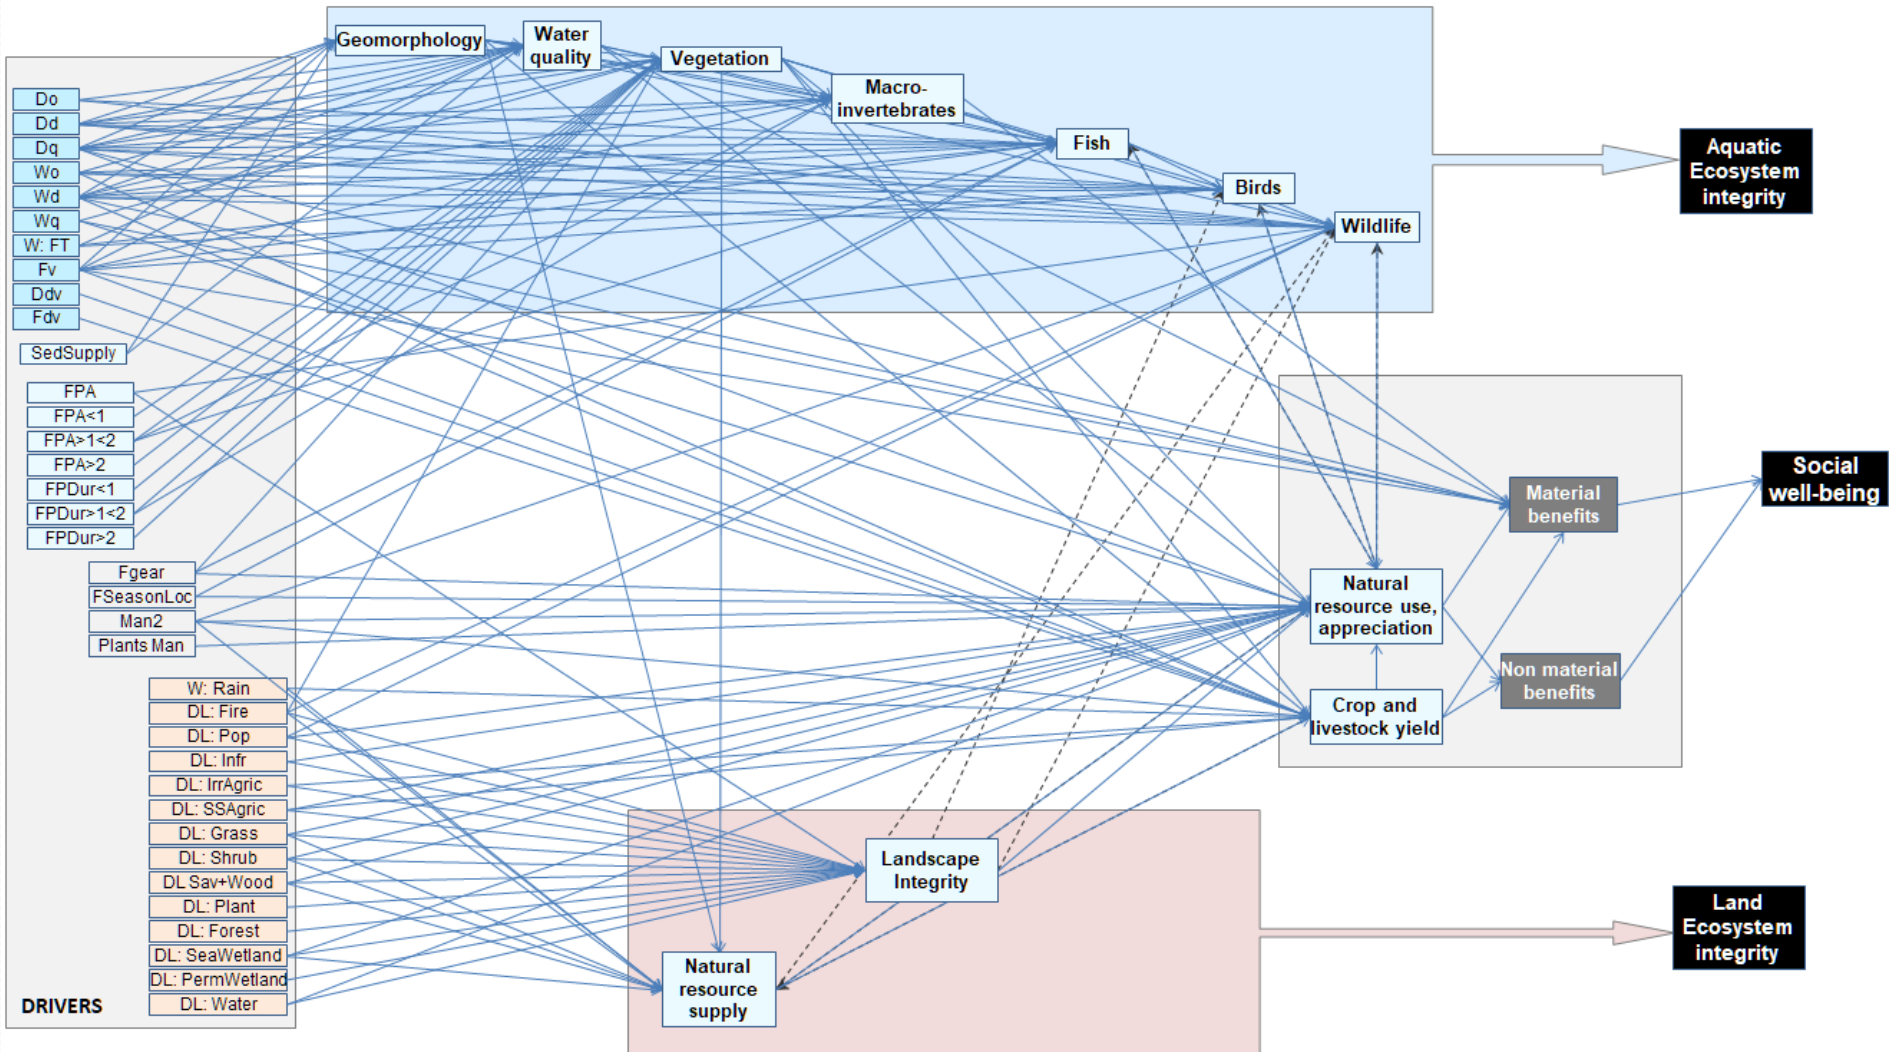 Geomorphology
Water
quality
Vegetation
Macro-
invertebrates
Fish
Birds
Wildlife
Aquatic
Ecosystem
integrity
Do
Dd
Dq
Wo
Wd
Wq
W: FT
Fv
Ddv
Fdv
SedSupply
FPA
FPA<1
FPA>1<2
FPA>2
FPDur<1
FPDur>1<2
FPDur>2
Fgear
FSeasonLoc
Man2
Plants Man
W: Rain
DL: Fire
DL: Pop
DL: Infr
DL: IrrAgric
DL: SSAgric
DL: Grass
DL: Shrub
DL Sav+Wood
DL: Plant
DL: Forest
DL: SeaWetland
DL: PermWetland
DL: Water
DRIVERS
Material
benefits
Social
well-being
Natural
resource use,
appreciation
Non material
benefits
Crop and
livestock yield
Landscape
Integrity
Natural
resource
supply
Land
Ecosystem
integrity